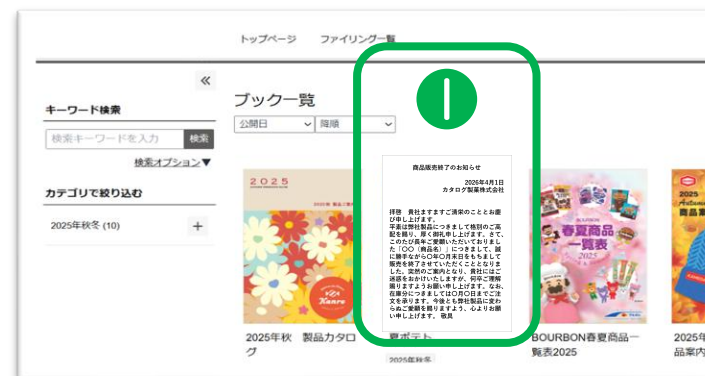 トップページ ファイリング一覧
«
キーワード検索
検索キーワードを入力 検索
検索オプション▼
カテゴリで絞り込む
2025年秋冬 (10) +
ブック一覧
公開日 降順
1
2025
Kanro
2025年秋 製品カタロ
グ
商品販売終了のお知らせ
2026年4月1日
カタログ製菓株式会社
拝啓 貴社ますますご清栄のこととお慶
び申し上げます。
平素は弊社製品につきまして格別のご高
配を賜り、厚く御礼申し上げます。さて、
このたび長年ご愛顧いただいておりまし
た「〇〇（商品名）」につきまして、誠
に勝手ながら〇年〇月末日をもちまして
販売を終了させていただくこととなりま
した。突然のご案内となり、貴社にはご
迷惑をおかけいたしますが、何卒ご理解
賜りますようお願い申し上げます。なお、
在庫分につきましては〇月〇日までご注
文を承ります。今後とも弊社製品に変わ
らぬご愛顧を賜りますよう、心よりお願
い申し上げます。 敬具
夏ポテト
2025年秋冬
BOURBON
春夏商品
一覧表
2025
BOURBON春夏商品一
覧表2025
2025
Autumn
商品案
2025年
品案内